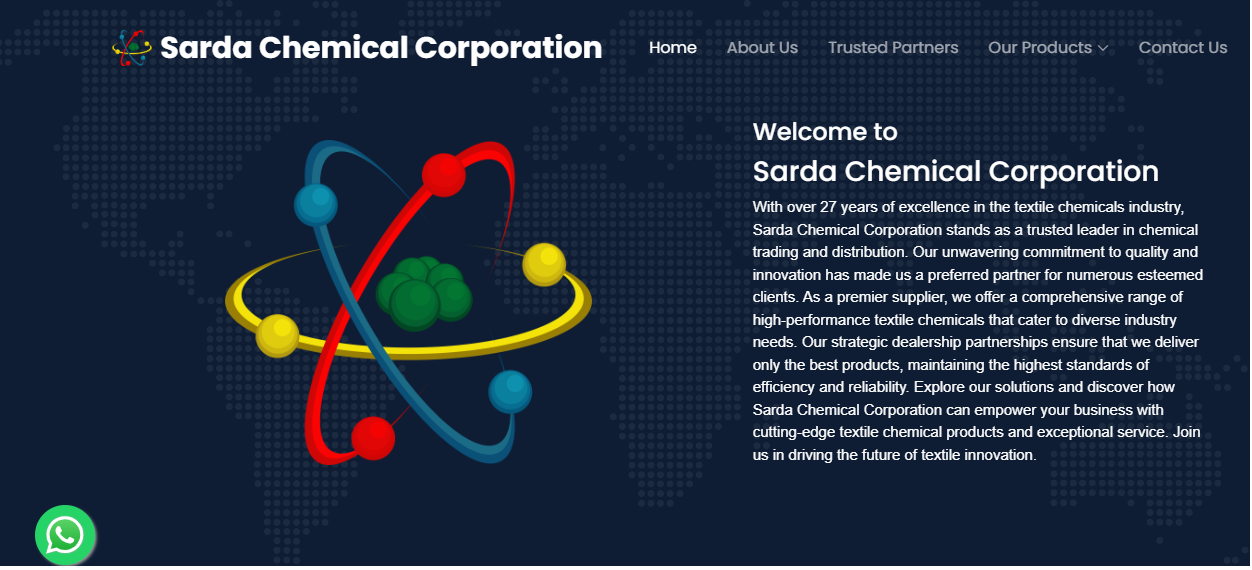 Sarda Chemical Corporation
Home
About Us
Trusted Partners
Our Products
Contact Us
Welcome to
Sarda Chemical Corporation
With over 27 years of excellence in the textile chemicals industry,
Sarda Chemical Corporation stands as a trusted leader in chemical
trading and distribution. Our unwavering commitment to quality and
innovation has made us a preferred partner for numerous esteemed
clients. As a premier supplier, we offer a comprehensive range of
high-performance textile chemicals that cater to diverse industry
needs. Our strategic dealership partnerships ensure that we deliver
only the best products, maintaining the highest standards of
efficiency and reliability. Explore our solutions and discover how
Sarda Chemical Corporation can empower your business with
cutting-edge textile chemical products and exceptional service. Join
us in driving the future of textile innovation.